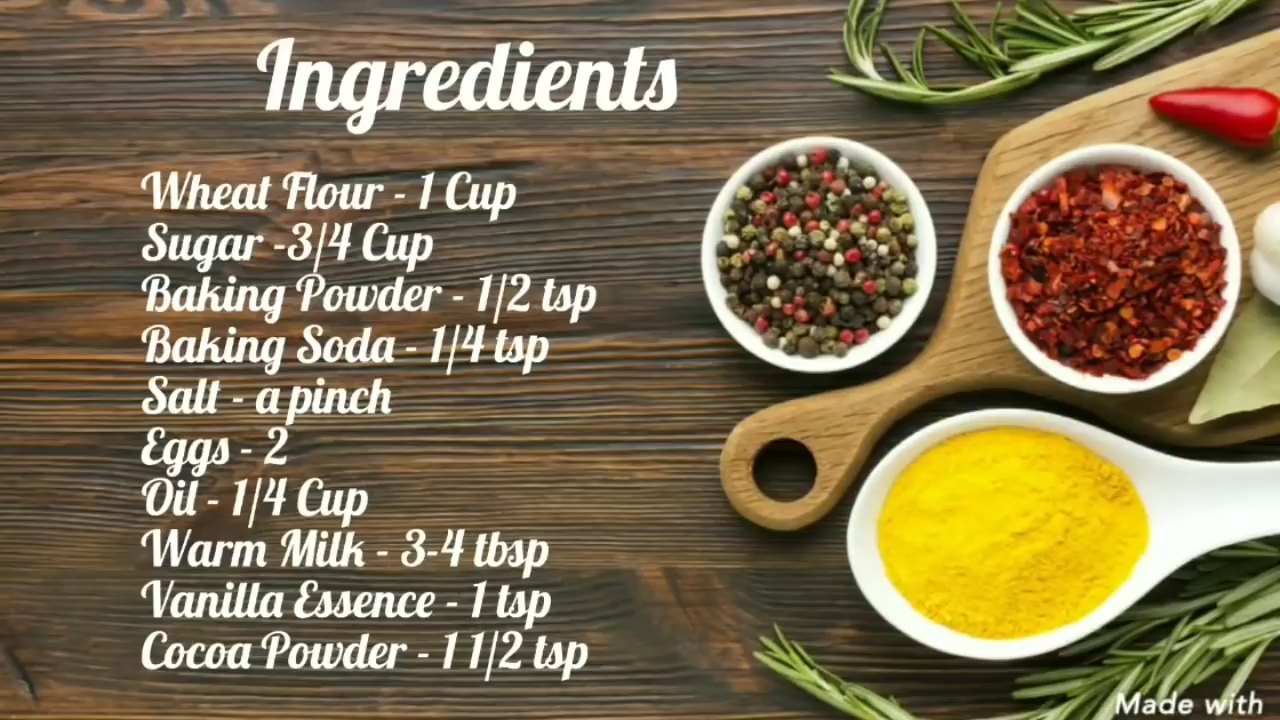 Ingredients
Wheat Flour - 1 Cup
Sugar -3/4 Cup
Baking Powder - 1/2 tsp
Baking Soda - 1/4 tsp
Salt - a pinch
Eggs - 2
Oil - 1/4 Cup
Warm Milk - 3-4 tbsp
Vanilla Essence - 1 tsp
Cocoa Powder - 1 1/2 tsp
Made with